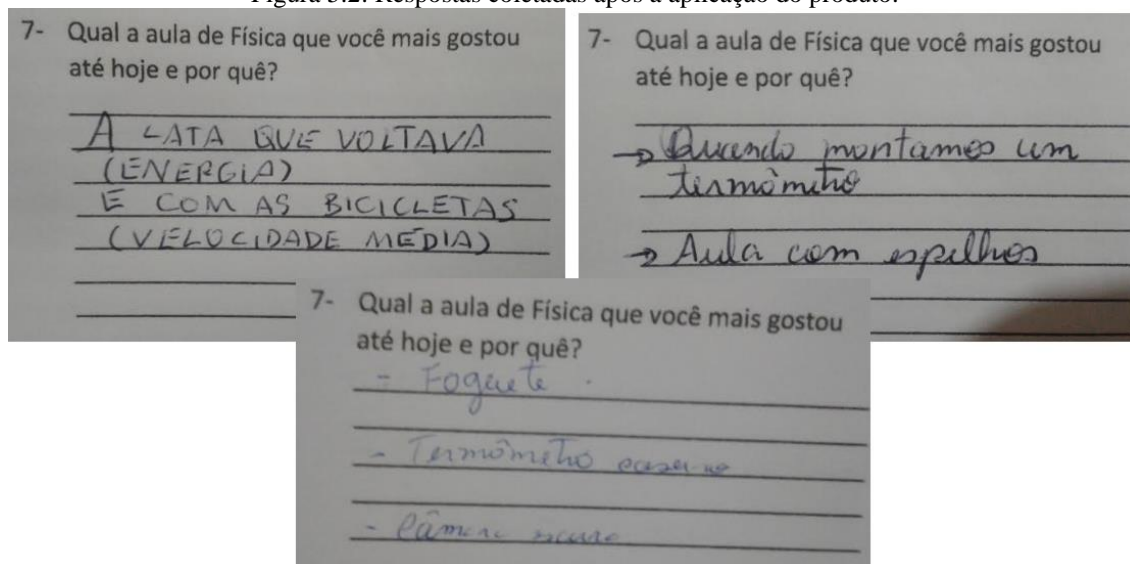 Figura 5.2: Respostas coletadas após a aplicação do produto.
7- Qual a aula de Física que você mais gostou
até hoje e por quê?
A LATA QUE VOLTAVA
(ENERGIA)
E COM AS BICICLETAS
(VELOCIDADE MÉDIA)
7- Qual a aula de Física que você mais gostou
até hoje e por quê?
→ Quando montamos um
termômetro
→ Aula com espelhos
7- Qual a aula de Física que você mais gostou
até hoje e por quê?
- Foguete.
- Termômetro caseiro
- Câmara escura